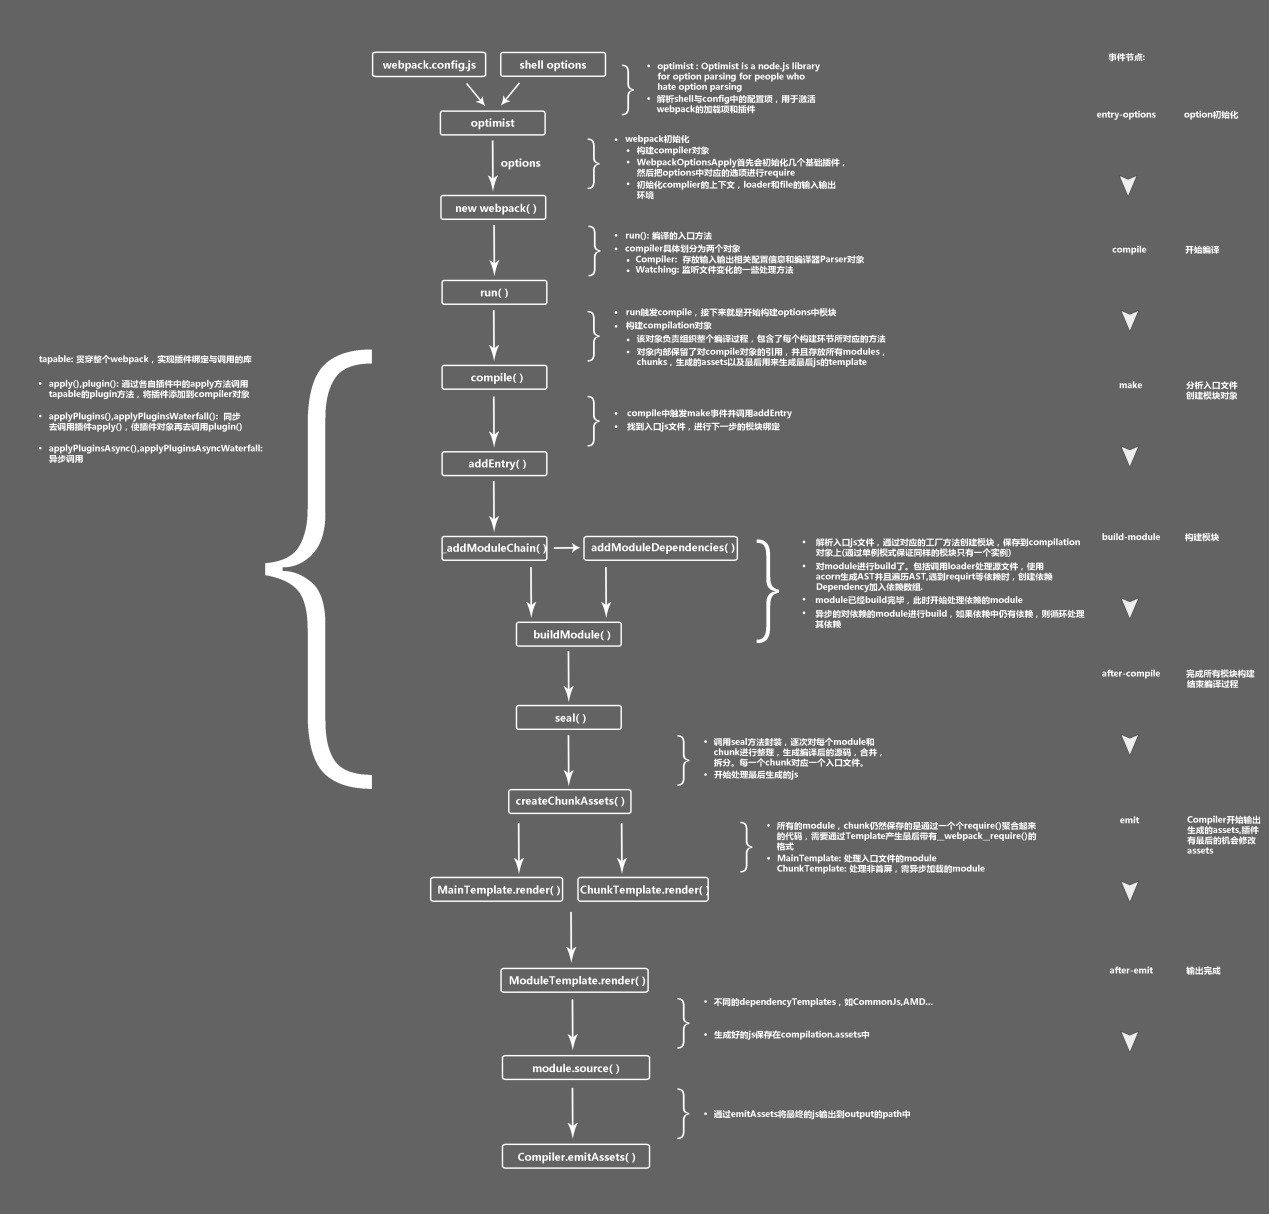 webpack.config.js
shell options
optimist : Optimist is a node.js library
for option parsing for people who
hate option parsing
解析shell与config中的配置项，用于激活
webpack的加载项和插件
optimist
options
webpack初始化
构建compiler对象
WebpackOptionsApply首先会初始化几个基础插件，
然后把options中对应的选项进行require
初始化complier的上下文，loader和file的输入输出
环境
new webpack( )
run(): 编译的入口方法
compiler具体划分为两个对象
Compiler: 存放输入输出相关配置信息和编译器Parser对象
Watching: 监听文件变化的一些处理方法
run( )
run触发compile，接下来就是开始构建options中模块
构建compilation对象
该对象负责组织整个编译过程，包含了每个构建环节所对应的方法
对象内部保留了对compile对象的引用，并且存放所有modules，
chunks，生成的assets以及最后用来生成最后js的template
compile( )
compile中触发make事件并调用addEntry
找到入口js文件，进行下一步的模块绑定
addEntry( )
tapable: 贯穿整个webpack，实现插件绑定与调用的库
apply(),plugin(): 通过各自插件中的apply方法调用
tapable的plugin方法，将插件添加到compiler对象
applyPlugins(),applyPluginsWaterfall(): 同步
去调用插件apply()，使插件对象再去调用plugin()
applyPluginsAsync(),applyPluginsAsyncWaterfall:
异步调用
_addModuleChain( )
addModuleDependencies( )
解析入口js文件，通过对应的工厂方法创建模块，保存到compilation
对象上(通过单例模式保证同样的模块只有一个实例)
对module进行build了。包括调用loader处理源文件，使用
acorn生成AST并且遍历AST,遇到requirt等依赖时，创建依赖
Dependency加入依赖数组.
module已经build完毕，此时开始处理依赖的module
异步的对依赖的module进行build，如果依赖中仍有依赖，则循环处理
其依赖
buildModule( )
seal( )
调用seal方法封装，逐次对每个module和
chunk进行整理，生成编译后的源码，合并，
拆分。每一个chunk对应一个入口文件。
开始处理最后生成的js
createChunkAssets( )
所有的module，chunk仍然保存的是通过一个个require()聚合起来
的代码，需要通过Template产生最后带有__webpack__require()的
格式
MainTemplate: 处理入口文件的module
ChunkTemplate: 处理非首屏，需异步加载的module
MainTemplate.render( )
ChunkTemplate.render( )
ModuleTemplate.render( )
不同的dependencyTemplates，如CommonJs,AMD...
生成好的js保存在compilation.assets中
module.source( )
通过emitAssets将最终的js输出到output的path中
Compiler.emitAssets( )
事件节点:
entry-options
option初始化
compile
开始编译
make
分析入口文件
创建模块对象
build-module
构建模块
after-compile
完成所有模块构建
结束编译过程
emit
Compiler开始输出
生成的assets,插件
有最后的机会修改
assets
after-emit
输出完成